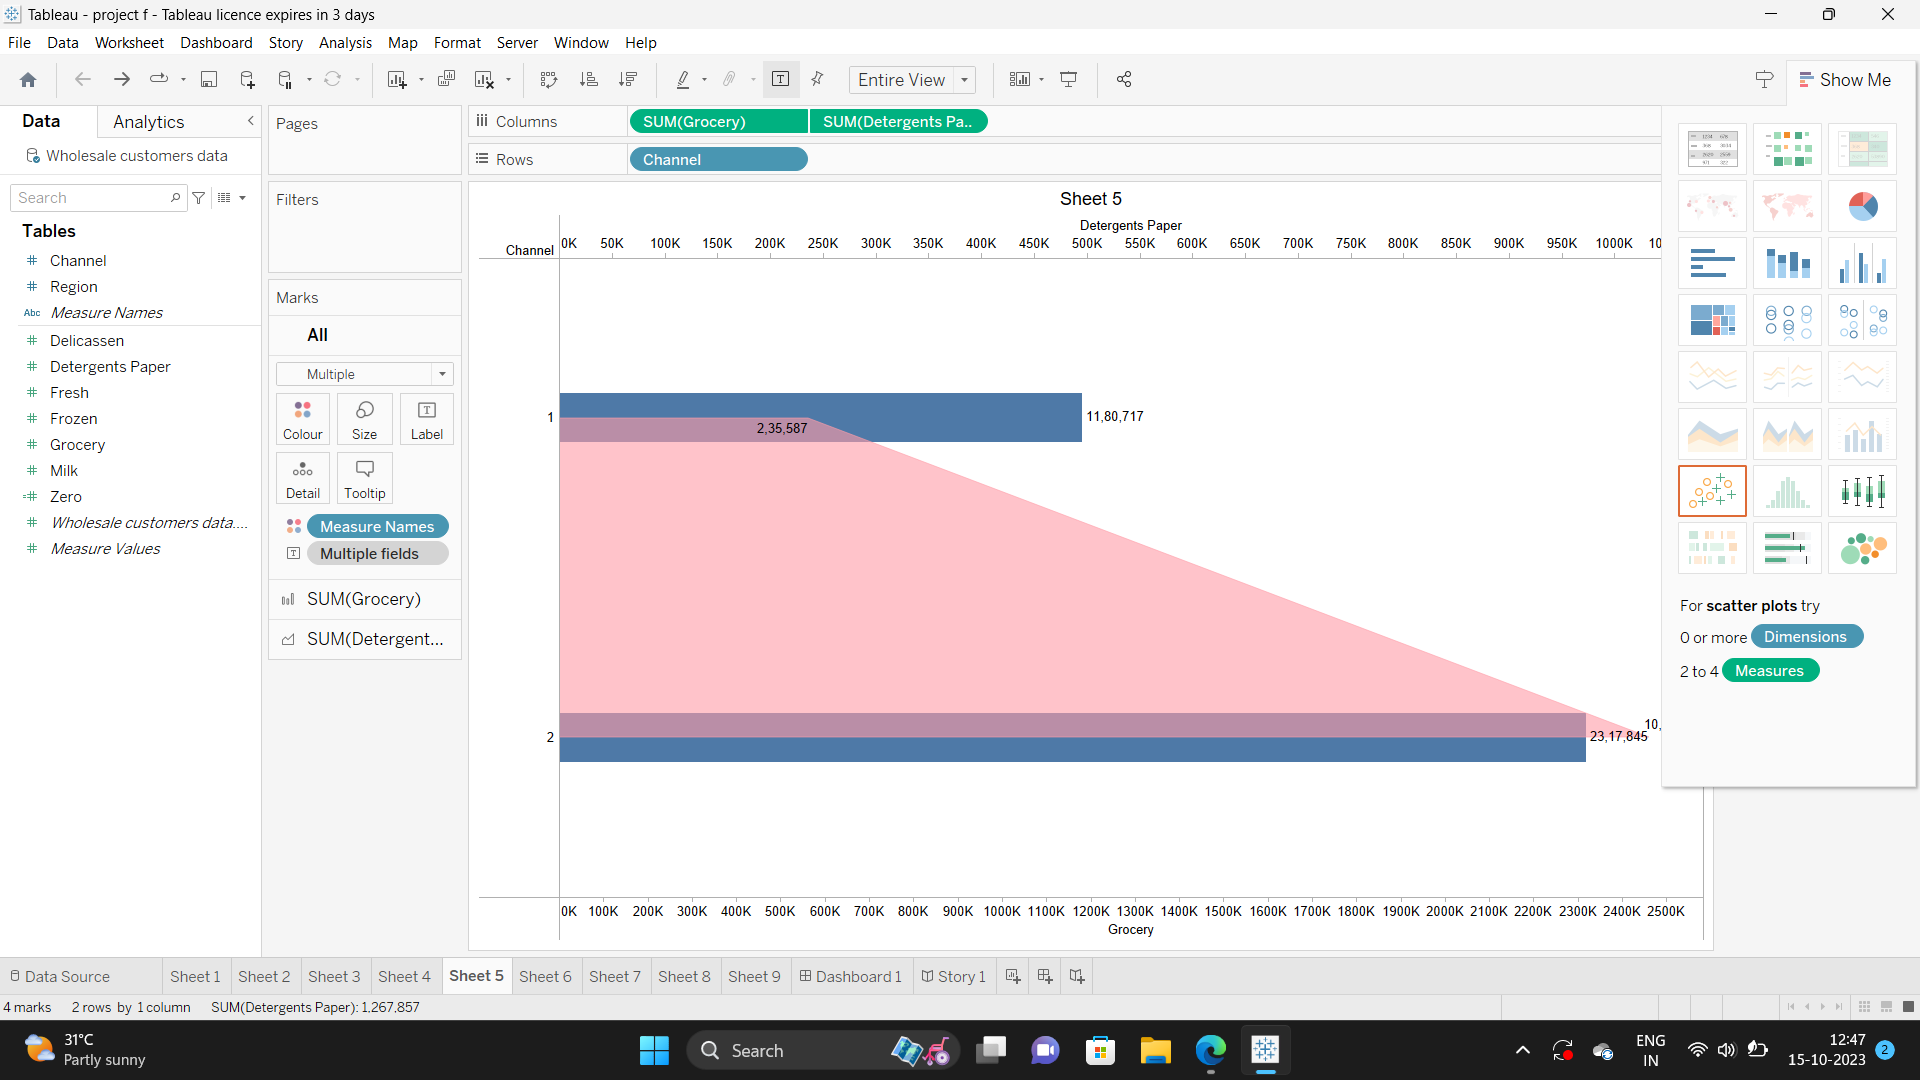 Tableau - project f - Tableau licence expires in 3 days
File Data Worksheet Dashboard Story Analysis Map Format Server Window Help
Entire View
Show Me
Data Analytics
Wholesale customers data
Search
Tables
Channel
Region
Abc Measure Names
Delicassen
Detergents Paper
Fresh
Frozen
Grocery
Milk
Zero
Wholesale customers data....
Measure Values
Pages
Filters
Marks
All
Multiple
Colour Size Label
Detail Tooltip
Measure Names
Multiple fields
SUM(Grocery)
SUM(Detergent...
Columns SUM(Grocery) SUM(Detergents Pa..
Rows Channel
Sheet 5
Detergents Paper
0K 50K 100K 150K 200K 250K 300K 350K 400K 450K 500K 550K 600K 650K 700K 750K 800K 850K 900K 950K 1000K 10
Channel
1
11,80,717
2,35,587
2
10,
23,17,845
0K 100K 200K 300K 400K 500K 600K 700K 800K 900K 1000K 1100K 1200K 1300K 1400K 1500K 1600K 1700K 1800K 1900K 2000K 2100K 2200K 2300K 2400K 2500K
Grocery
For scatter plots try
0 or more Dimensions
2 to 4 Measures
Data Source Sheet 1 Sheet 2 Sheet 3 Sheet 4 Sheet 5 Sheet 6 Sheet 7 Sheet 8 Sheet 9 Dashboard 1 Story 1
4 marks 2 rows by 1 column SUM(Detergents Paper): 1,267,857
31°C
Partly sunny
Search
ENG
IN
12:47
15-10-2023
2